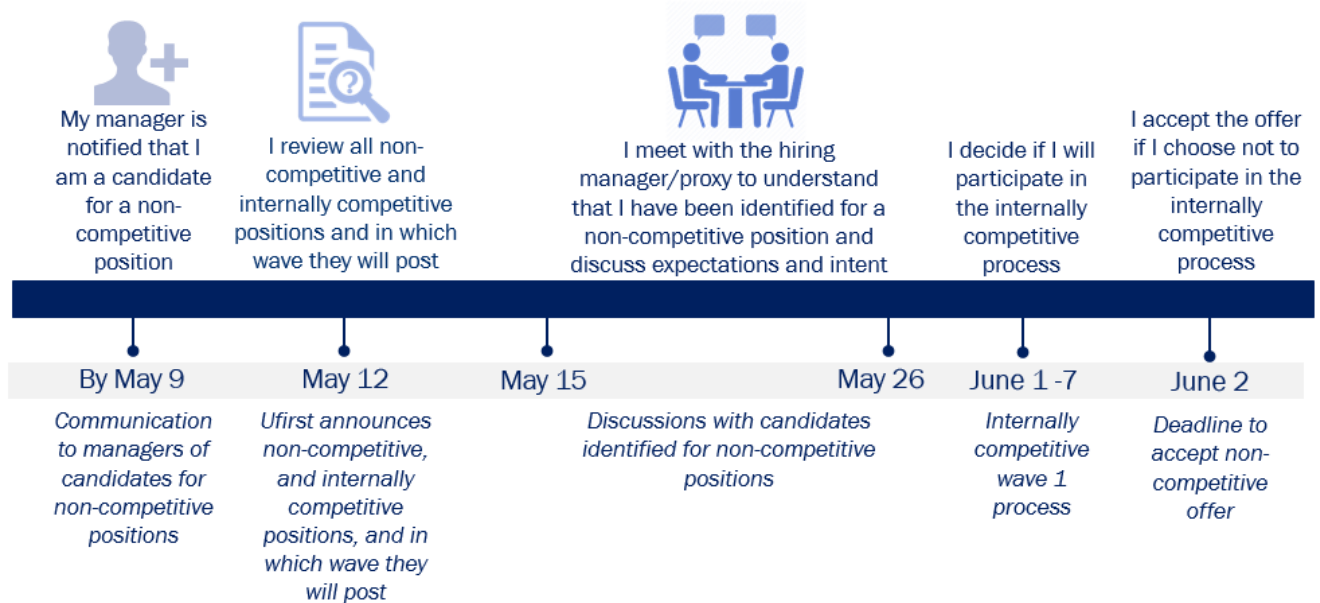 My manager is
notified that I
am a candidate
for a non-
competitive
position
I review all non-
competitive and
internally competitive
positions and in which
wave they will post
I meet with the hiring
manager/proxy to understand
that I have been identified for a
non-competitive position and
discuss expectations and intent
I decide if I will
participate in
the internally
competitive
process
I accept the offer
if I choose not to
participate in the
internally
competitive
process
By May 9
May 12
May 15
May 26
June 1 -7
June 2
Communication
to managers of
candidates for
non-competitive
positions
Ufirst announces
non-competitive,
and internally
competitive
positions, and in
which wave they
will post
Discussions with candidates
identified for non-competitive
positions
Internally
competitive
wave 1
process
Deadline to
accept non-
competitive
offer